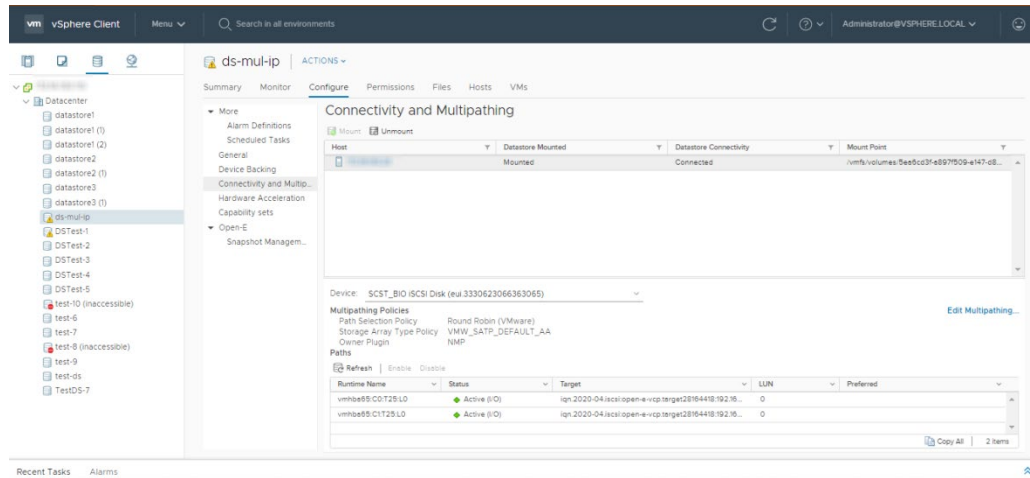 vm vSphere Client Menu Search in all environments Administrator@VSPHERE.LOCAL
ds-mul-ip ACTIONS
Summary Monitor Configure Permissions Files Hosts VMs
Datacenter
datastore1
datastore1 (1)
datastore1 (2)
datastore2
datastore2 (1)
datastore3
datastore3 (1)
ds-mul-ip
DSTest-1
DSTest-2
DSTest-3
DSTest-4
DSTest-5
test-10 (inaccessible)
test-6
test-7
test-8 (inaccessible)
test-9
test-ds
TestDS-7
More
Alarm Definitions
Scheduled Tasks
General
Device Backing
Connectivity and Multip...
Hardware Acceleration
Capability sets
Open-E
Snapshot Managem...
Connectivity and Multipathing
Mount Unmount
Host Datastore Mounted Datastore Connectivity Mount Point
Mounted Connected /vmfs/volumes/5ea6cd3f-e897f509-e147-d8...
Device: SCST_BIO iSCSI Disk (eui.3330623066363065)
Multipathing Policies Edit Multipathing...
Path Selection Policy Round Robin (VMware)
Storage Array Type Policy VMW_SATP_DEFAULT_AA
Owner Plugin NMP
Paths
Refresh Enable Disable
Runtime Name Status Target LUN Preferred
vmhba65:C0:T25:L0 Active (I/O) iqn.2020-04.iscsi:open-e-vcp.target28164418:192.16... 0
vmhba65:C1:T25:L0 Active (I/O) iqn.2020-04.iscsi:open-e-vcp.target28164418:192.16... 0
Copy All 2 items
Recent Tasks Alarms